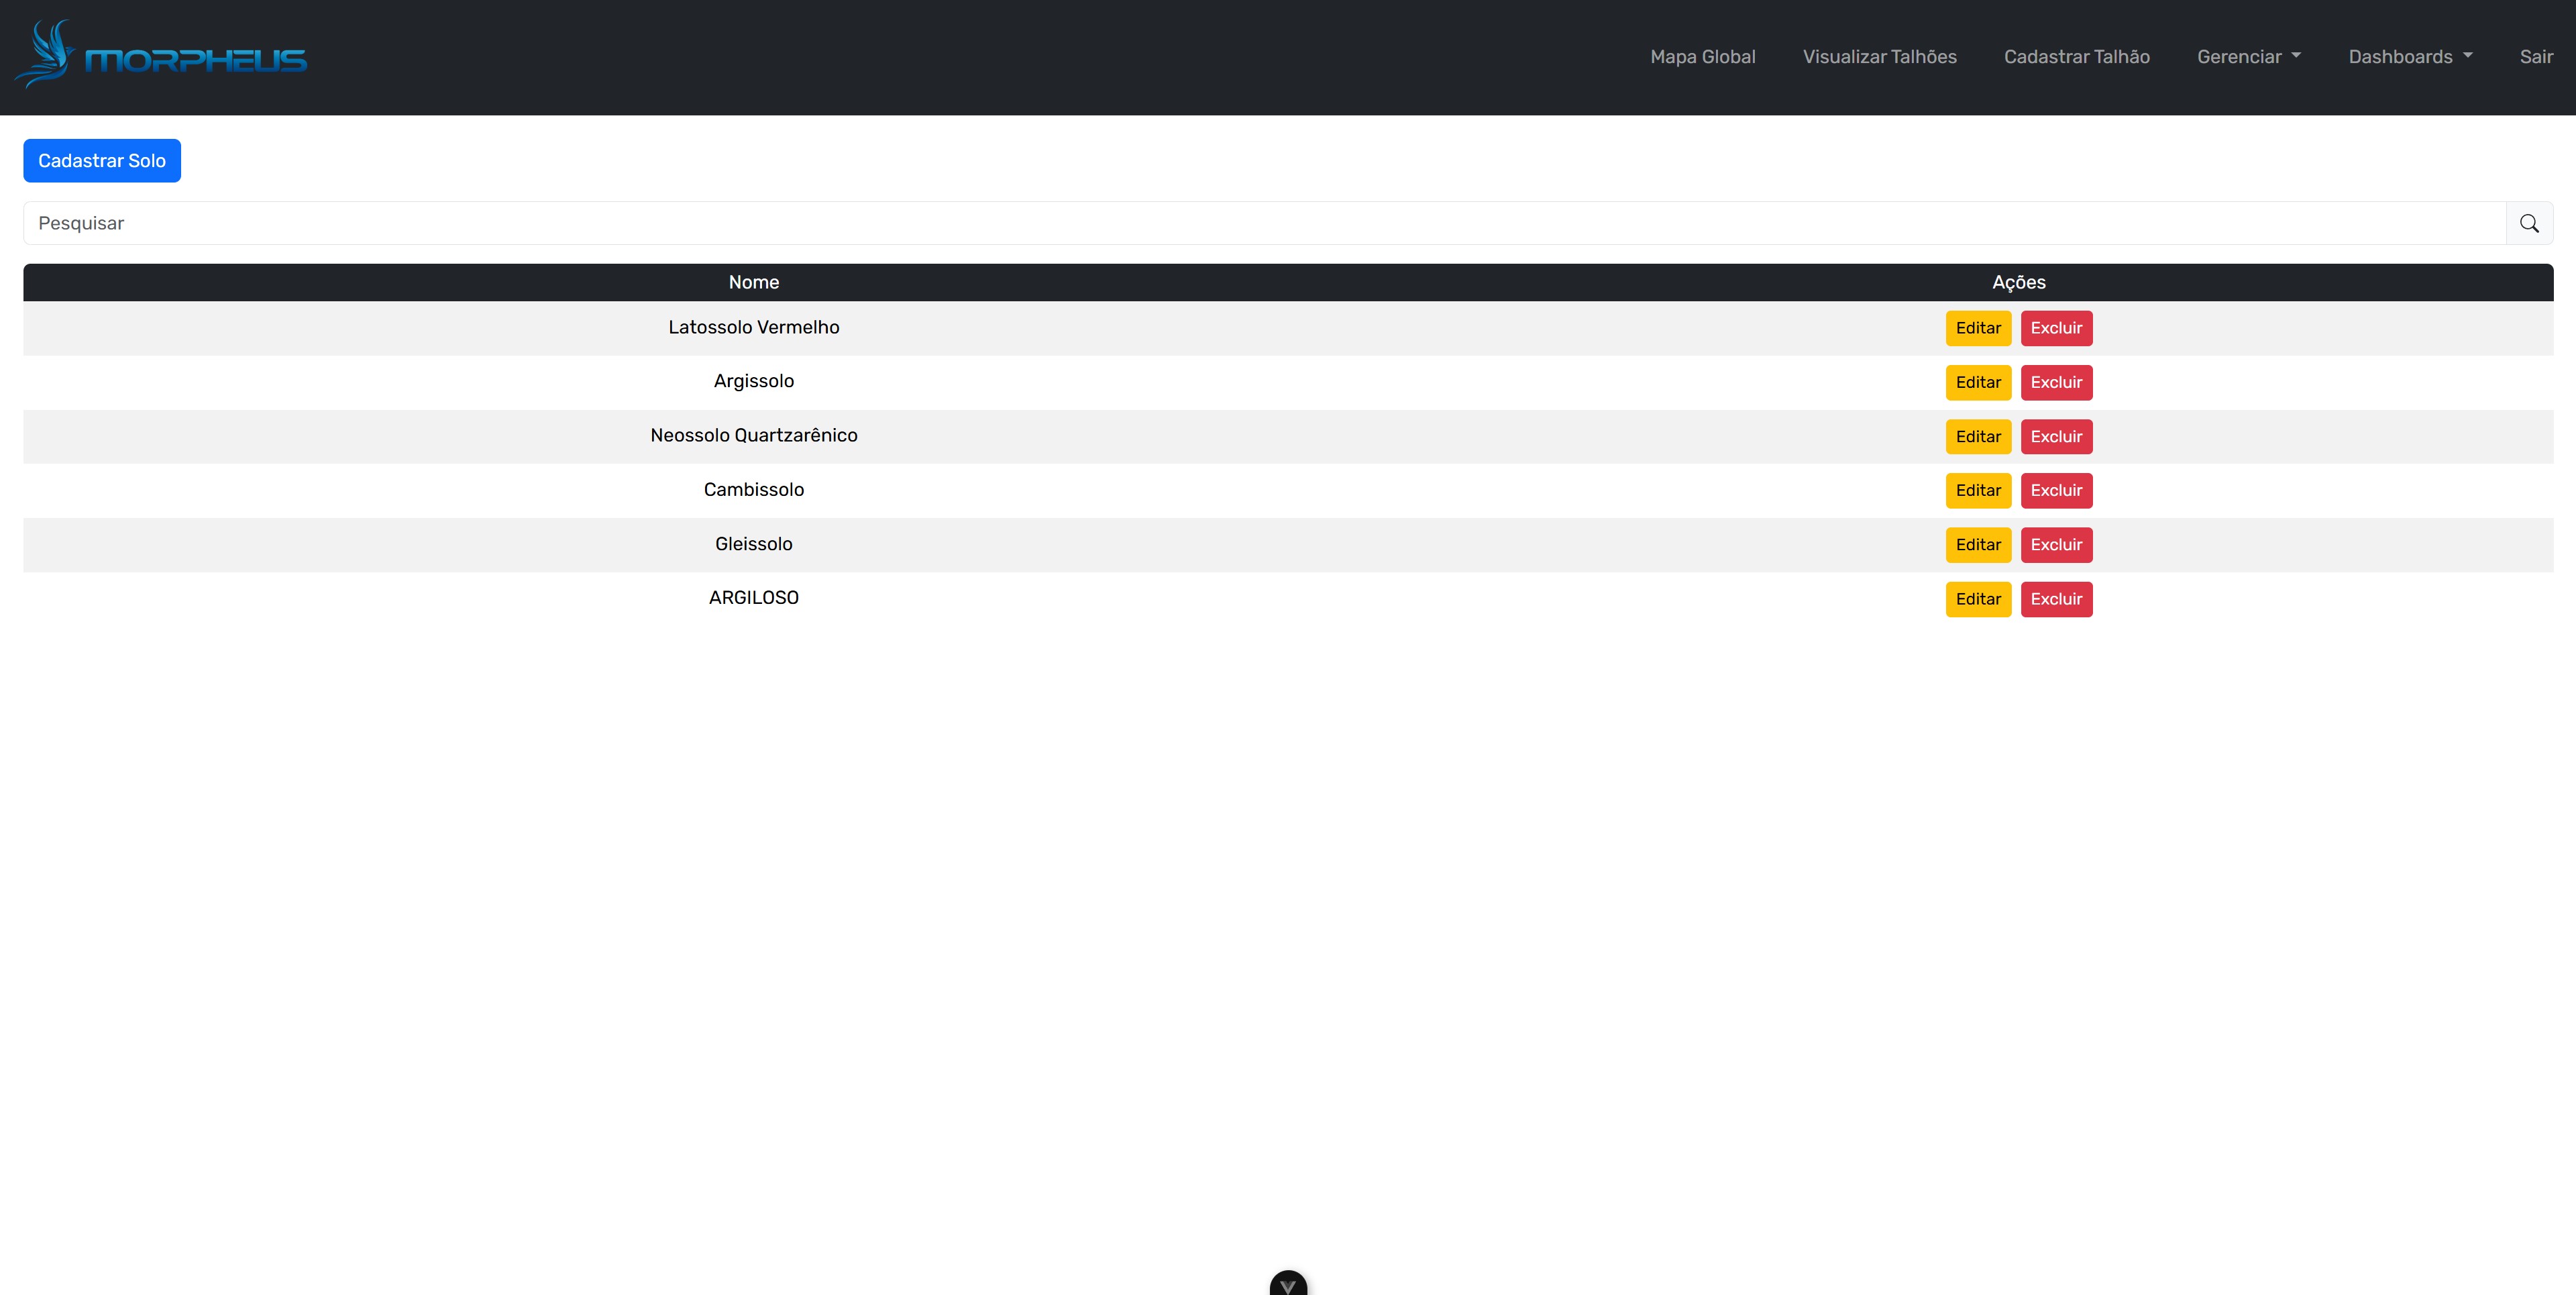 MORPHEUS Mapa Global Visualizar Talhões Cadastrar Talhão Gerenciar Dashboards Sair
Cadastrar Solo
Pesquisar
Nome Ações
Latossolo Vermelho Editar Excluir
Argissolo Editar Excluir
Neossolo Quartzarênico Editar Excluir
Cambissolo Editar Excluir
Gleissolo Editar Excluir
ARGILOSO Editar Excluir